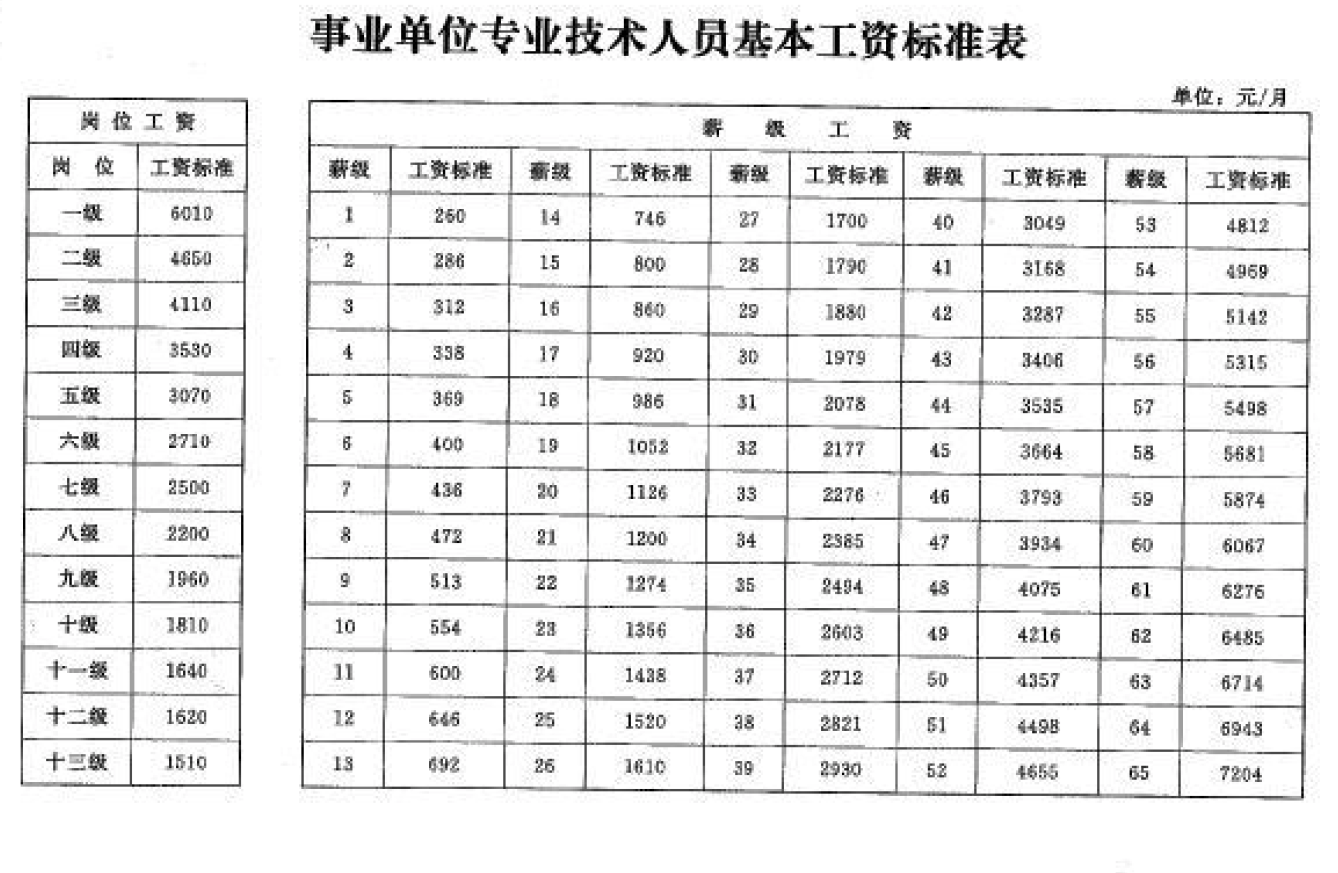 事业单位专业技术人员基本工资标准表
单位：元/月
岗位工资
岗位 工资标准
一级 6010
二级 4650
三级 4110
四级 3530
五级 3070
六级 2710
七级 2500
八级 2200
九级 1960
十级 1810
十一级 1640
十二级 1620
十三级 1510
薪级工资
薪级 工资标准 薪级 工资标准 薪级 工资标准 薪级 工资标准 薪级 工资标准
1 260 14 746 27 1700 40 3049 53 4812
2 286 15 800 28 1790 41 3168 54 4969
3 312 16 860 29 1880 42 3287 55 5142
4 338 17 920 30 1979 43 3406 56 5315
5 369 18 986 31 2078 44 3535 57 5498
6 400 19 1052 32 2177 45 3664 58 5681
7 436 20 1126 33 2276 46 3793 59 5874
8 472 21 1200 34 2385 47 3934 60 6067
9 513 22 1274 35 2494 48 4075 61 6276
10 554 23 1356 36 2603 49 4216 62 6485
11 600 24 1438 37 2712 50 4357 63 6714
12 646 25 1520 38 2821 51 4498 64 6943
13 692 26 1610 39 2930 52 4655 65 7204